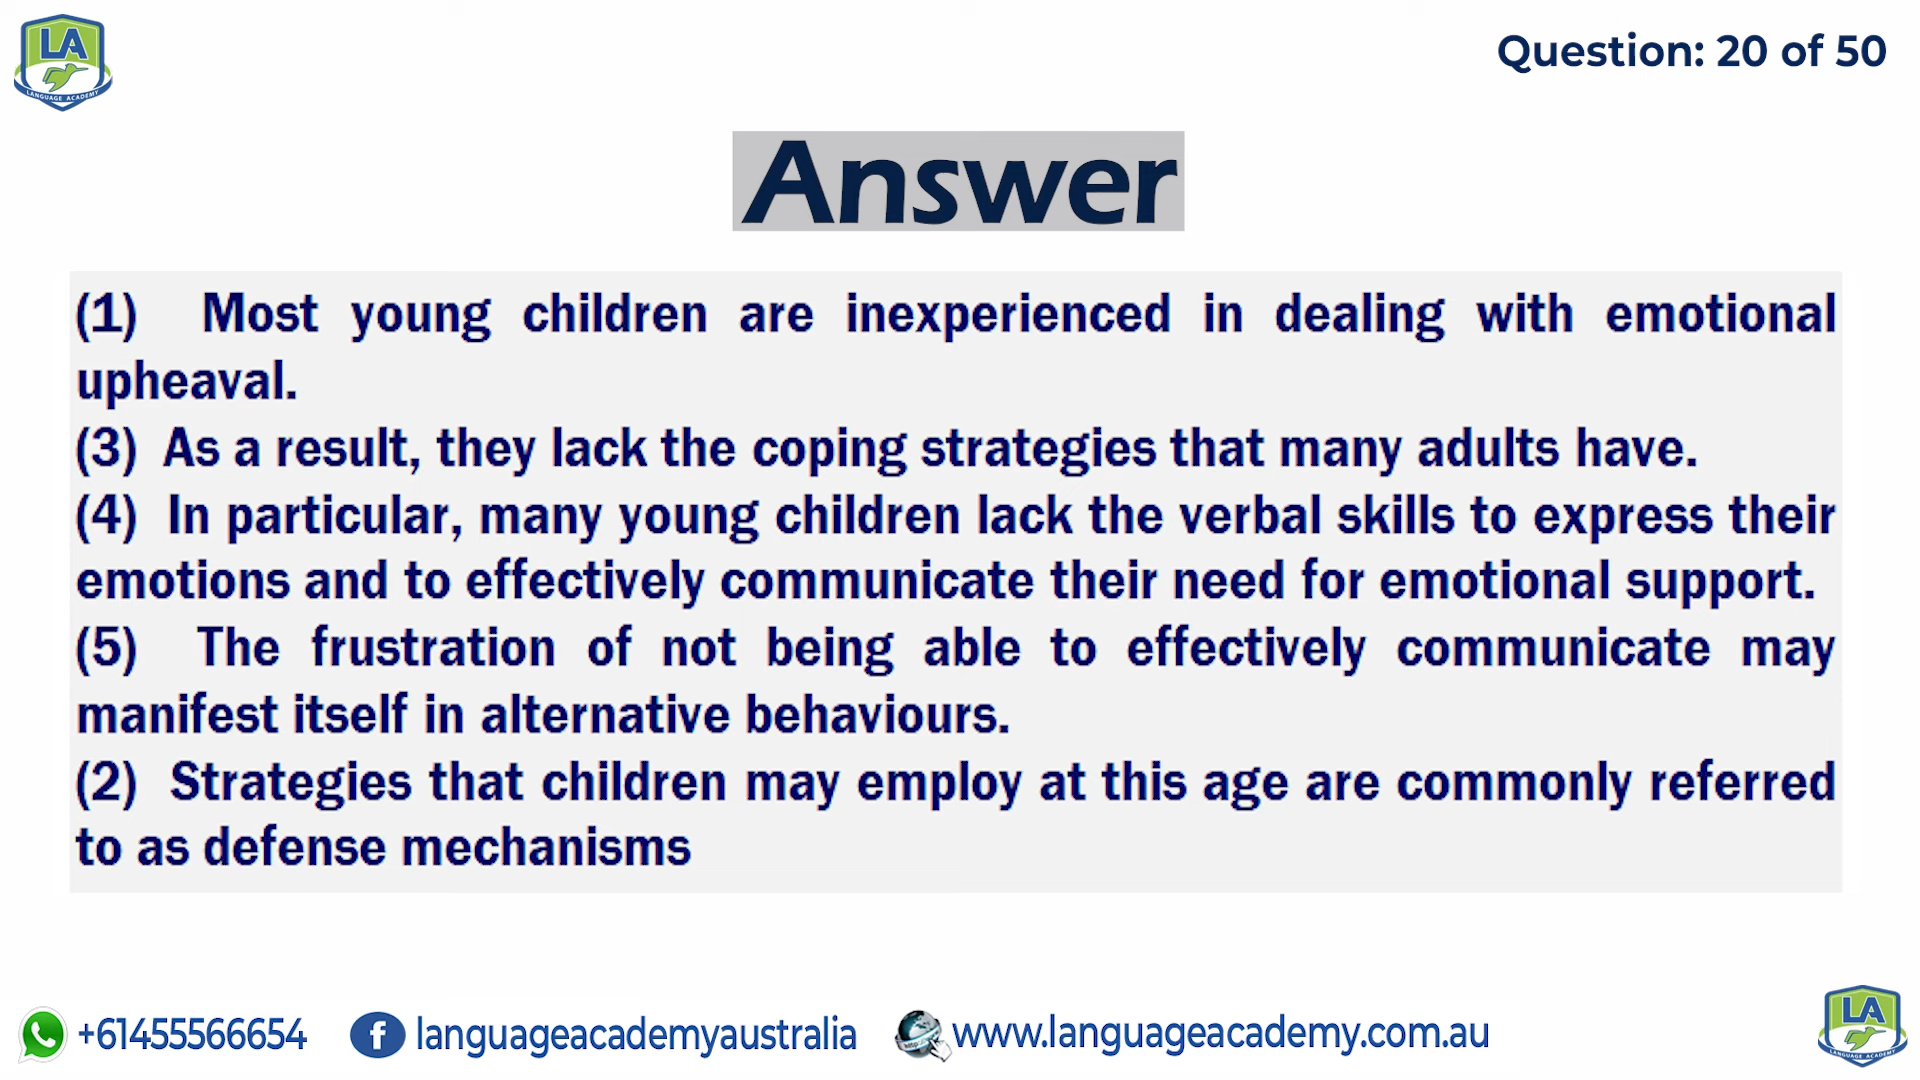 LA
LANGUAGE ACADEMY
Question: 20 of 50
Answer
(1) Most young children are inexperienced in dealing with emotional
upheaval.
(3) As a result, they lack the coping strategies that many adults have.
(4) In particular, many young children lack the verbal skills to express their
emotions and to effectively communicate their need for emotional support.
(5) The frustration of not being able to effectively communicate may
manifest itself in alternative behaviours.
(2) Strategies that children may employ at this age are commonly referred
to as defense mechanisms
+61455566654
f languageacademyaustralia
www.languageacademy.com.au
LA
LANGUAGE ACADEMY